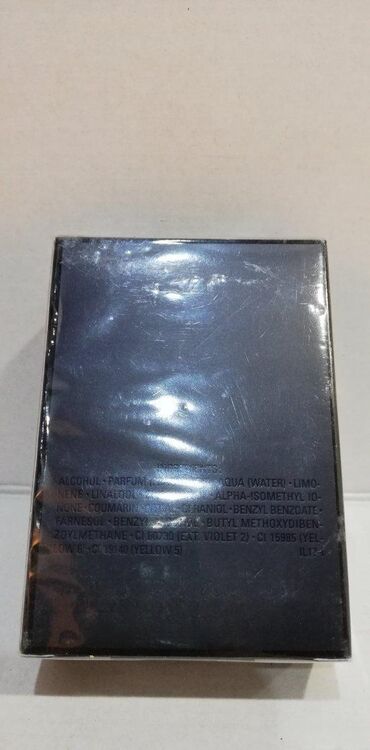 INGREDIENTS:
ALCOHOL • PARFUM AQUA (WATER) • LIMO-
NENE • LINALOOL ALPHA-ISOMETHYL IO-
NONE • COUMARIN • GERANIOL • BENZYL BENZOATE •
FARNESOL • BENZYL BUTYL METHOXYDIBEN-
ZOYLMETHANE • CI 60730 (EXT. VIOLET 2) • CI 15985 (YEL-
LOW 6) • CI 19140 (YELLOW 5)